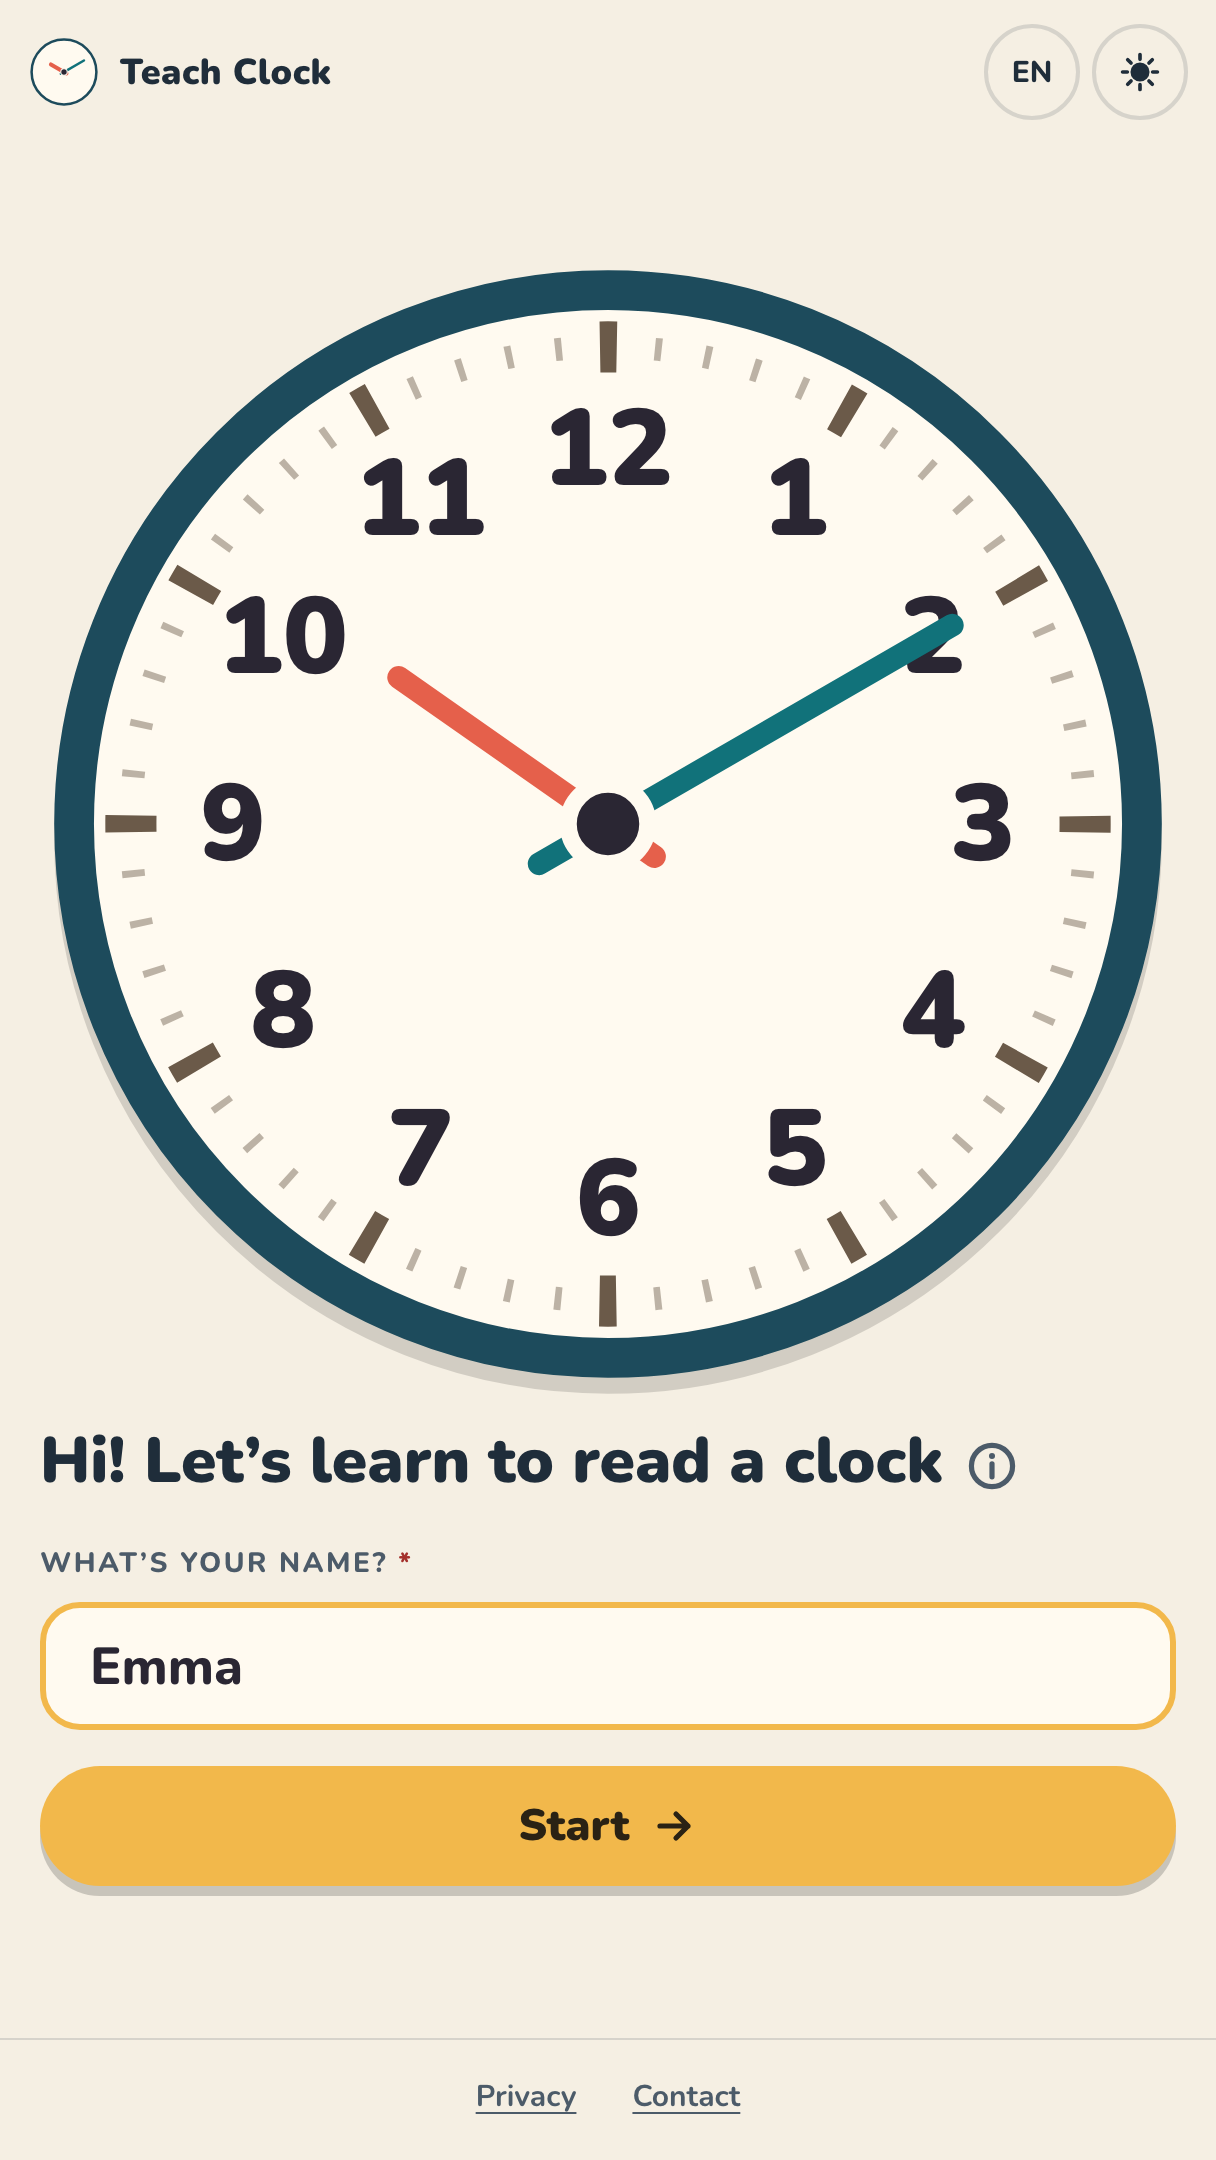 Teach Clock
EN
12
11
1
10
2
9
3
8
4
7
5
6
Hi! Let’s learn to read a clock
WHAT’S YOUR NAME? *
Emma
Start →
Privacy
Contact